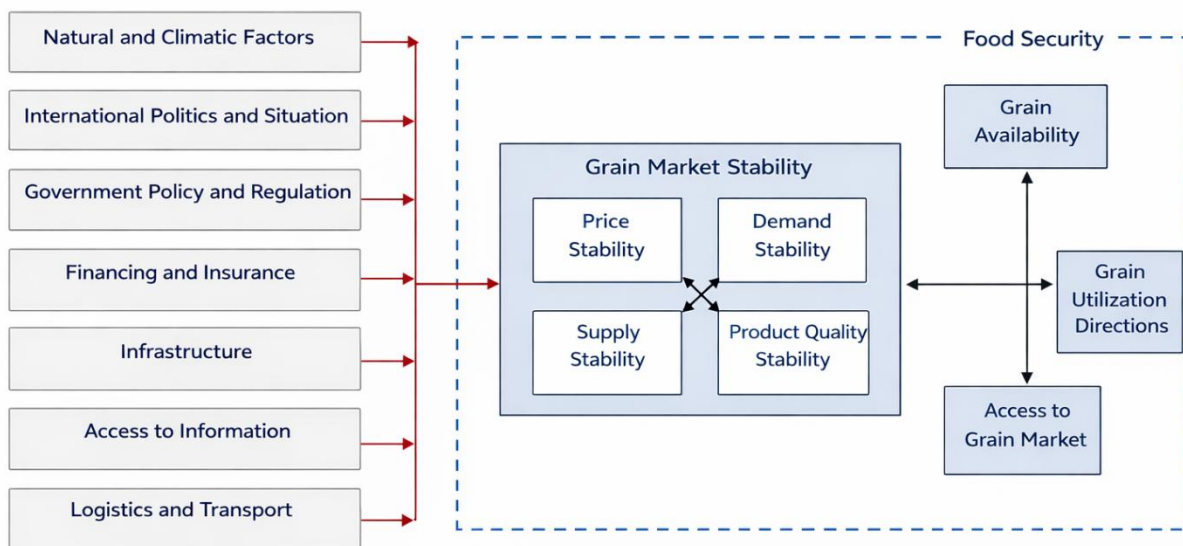 Natural and Climatic Factors
International Politics and Situation
Government Policy and Regulation
Financing and Insurance
Infrastructure
Access to Information
Logistics and Transport
Food Security
Grain Market Stability
Price
Stability
Demand
Stability
Supply
Stability
Product Quality
Stability
Grain
Availability
Grain
Utilization
Directions
Access to
Grain Market